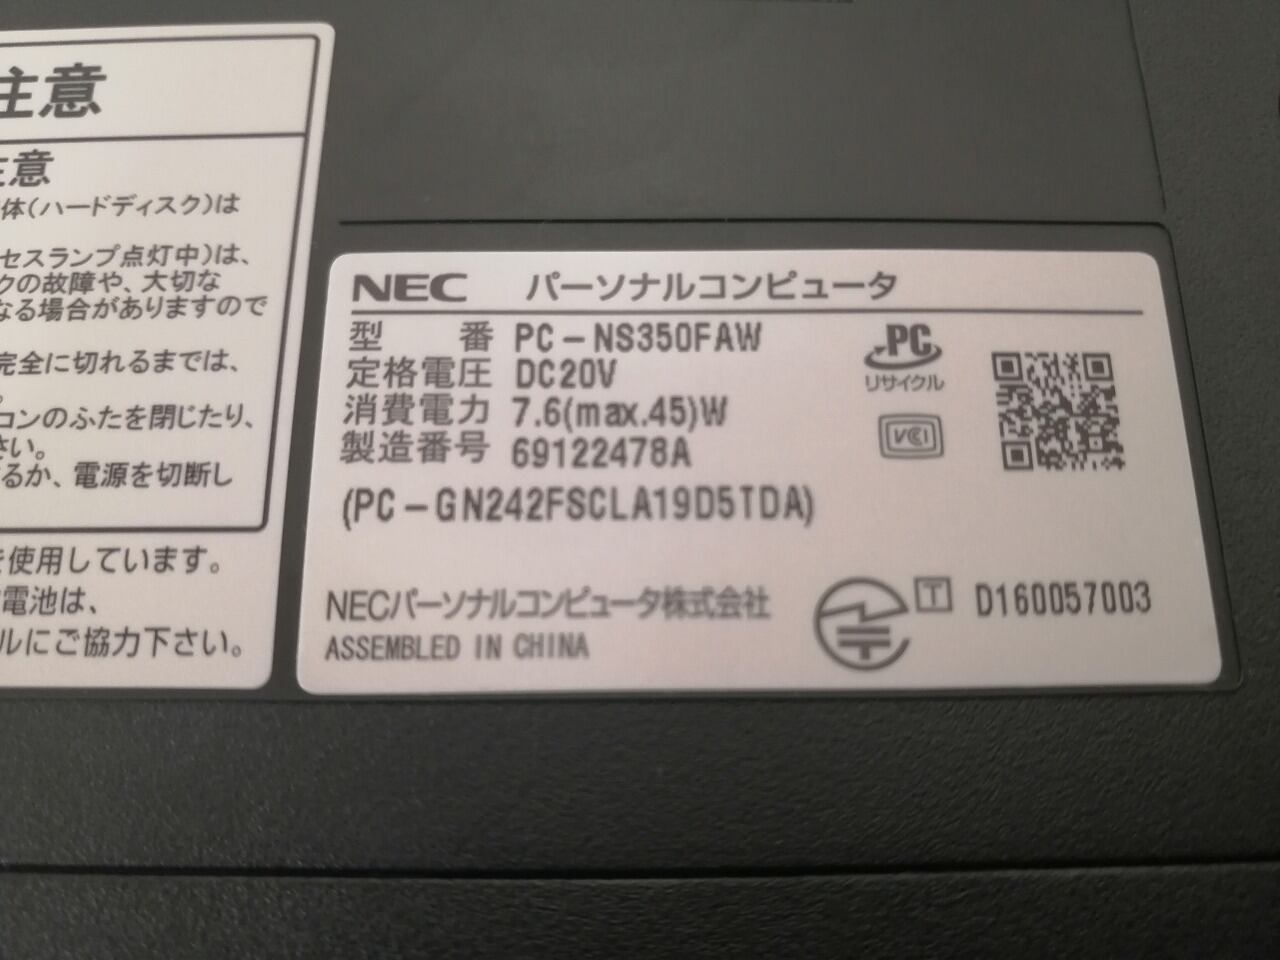 注意
注意
体(ハードディスク)は
セスランプ点灯中)は、
クの故障や、大切な
なる場合がありますので
完全に切れるまでは、
コンのふたを閉じたり、
さい。
るか、電源を切断し
を使用しています。
電池は、
ルにご協力下さい。
NEC パーソナルコンピュータ
型番 PC-NS350FAW
定格電圧 DC20V
消費電力 7.6(max.45)W
製造番号 69122478A
(PC-GN242FSCLA19D5TDA)
PC
リサイクル
VCCI
NECパーソナルコンピュータ株式会社
ASSEMBLED IN CHINA
T D160057003